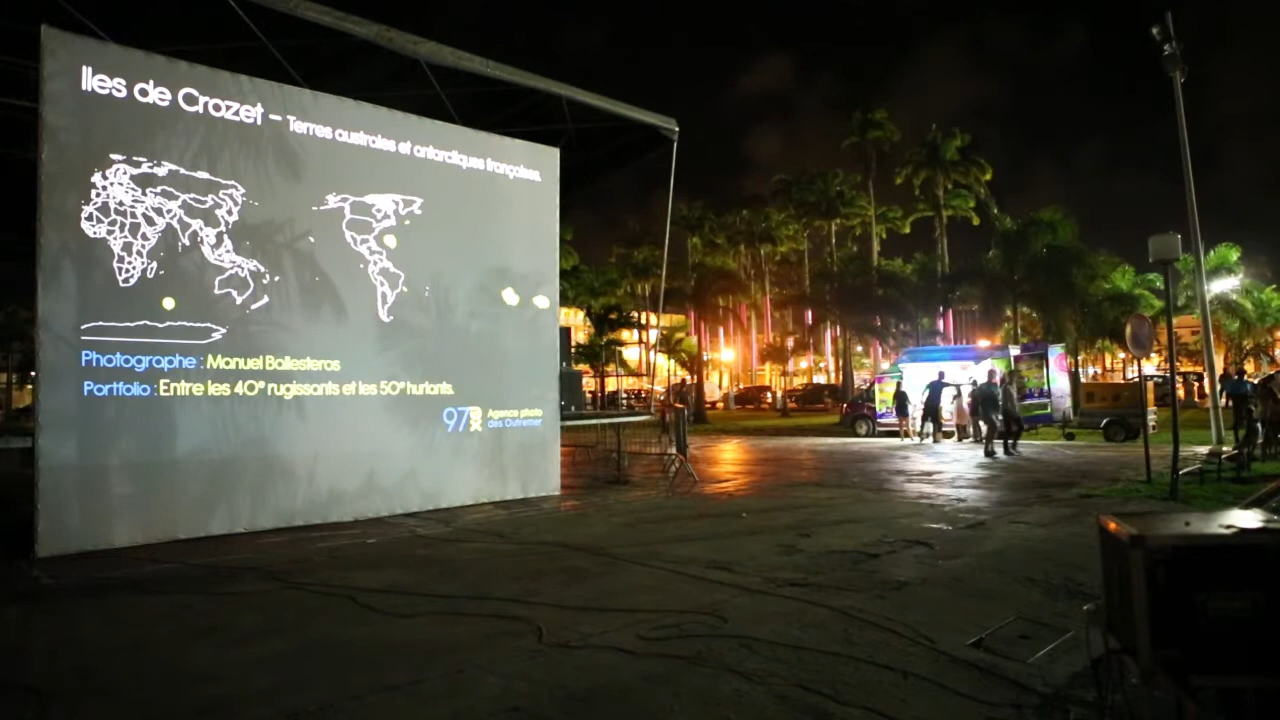 Iles de Crozet – Terres australes et antarctiques françaises.
Photographe : Manuel Ballesteros
Portfolio : Entre les 40° rugissants et les 50° hurlants.
97PX Agence photo
des Outremer